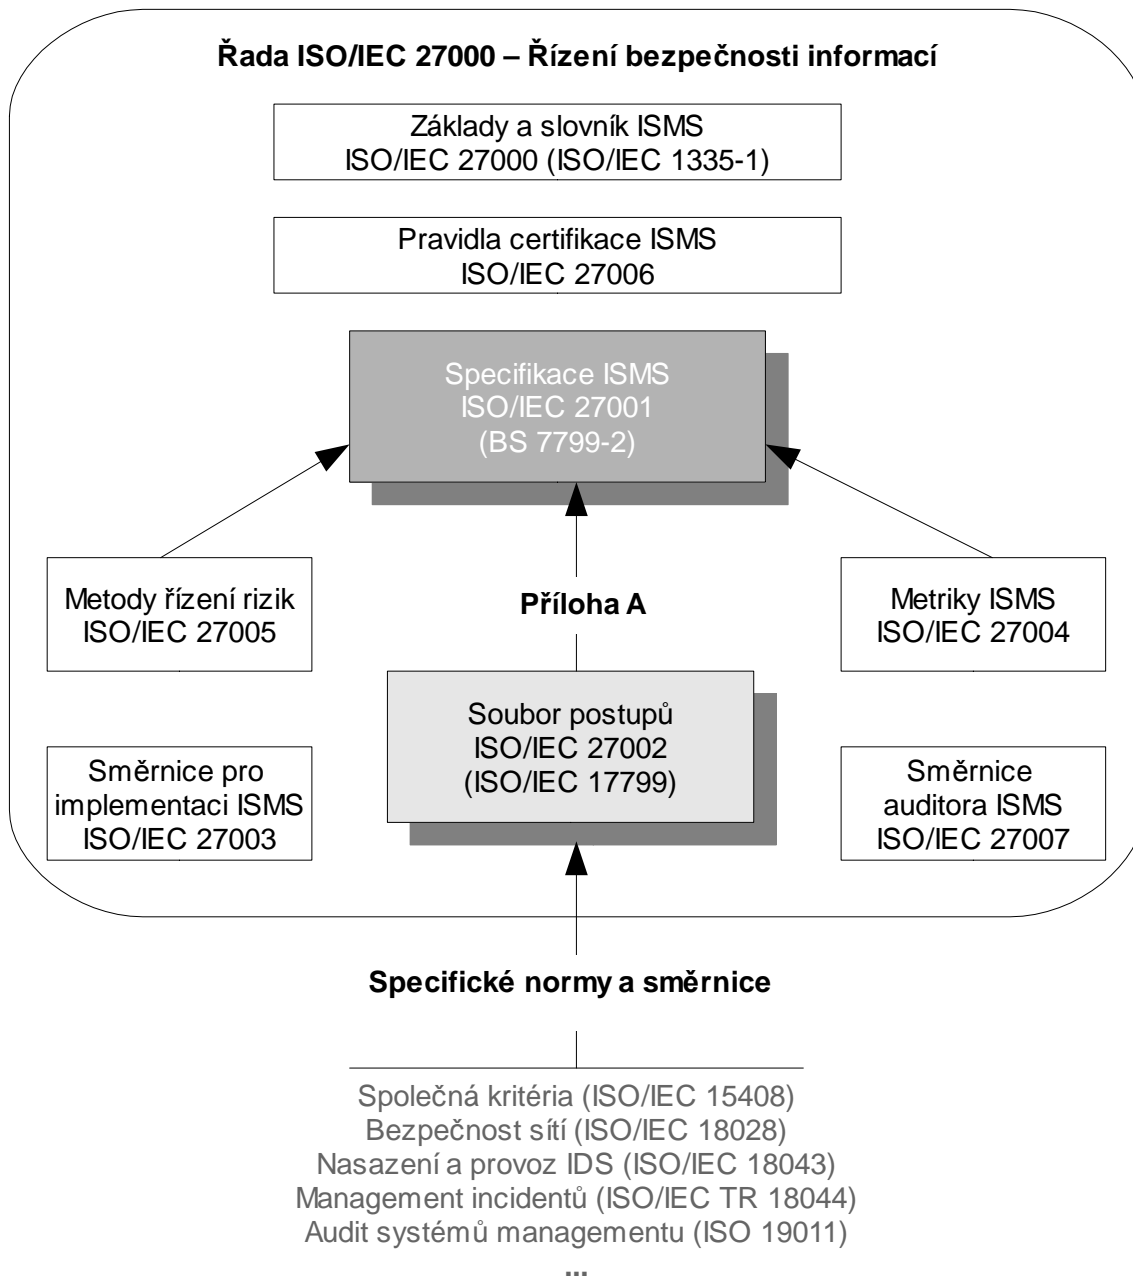 Řada ISO/IEC 27000 – Řízení bezpečnosti informací
Základy a slovník ISMS
ISO/IEC 27000 (ISO/IEC 1335-1)
Pravidla certifikace ISMS
ISO/IEC 27006
Specifikace ISMS
ISO/IEC 27001
(BS 7799-2)
Metody řízení rizik
ISO/IEC 27005
Příloha A
Metriky ISMS
ISO/IEC 27004
Směrnice pro
implementaci ISMS
ISO/IEC 27003
Soubor postupů
ISO/IEC 27002
(ISO/IEC 17799)
Směrnice
auditora ISMS
ISO/IEC 27007
Specifické normy a směrnice
Společná kritéria (ISO/IEC 15408)
Bezpečnost sítí (ISO/IEC 18028)
Nasazení a provoz IDS (ISO/IEC 18043)
Management incidentů (ISO/IEC TR 18044)
Audit systémů managementu (ISO 19011)
...